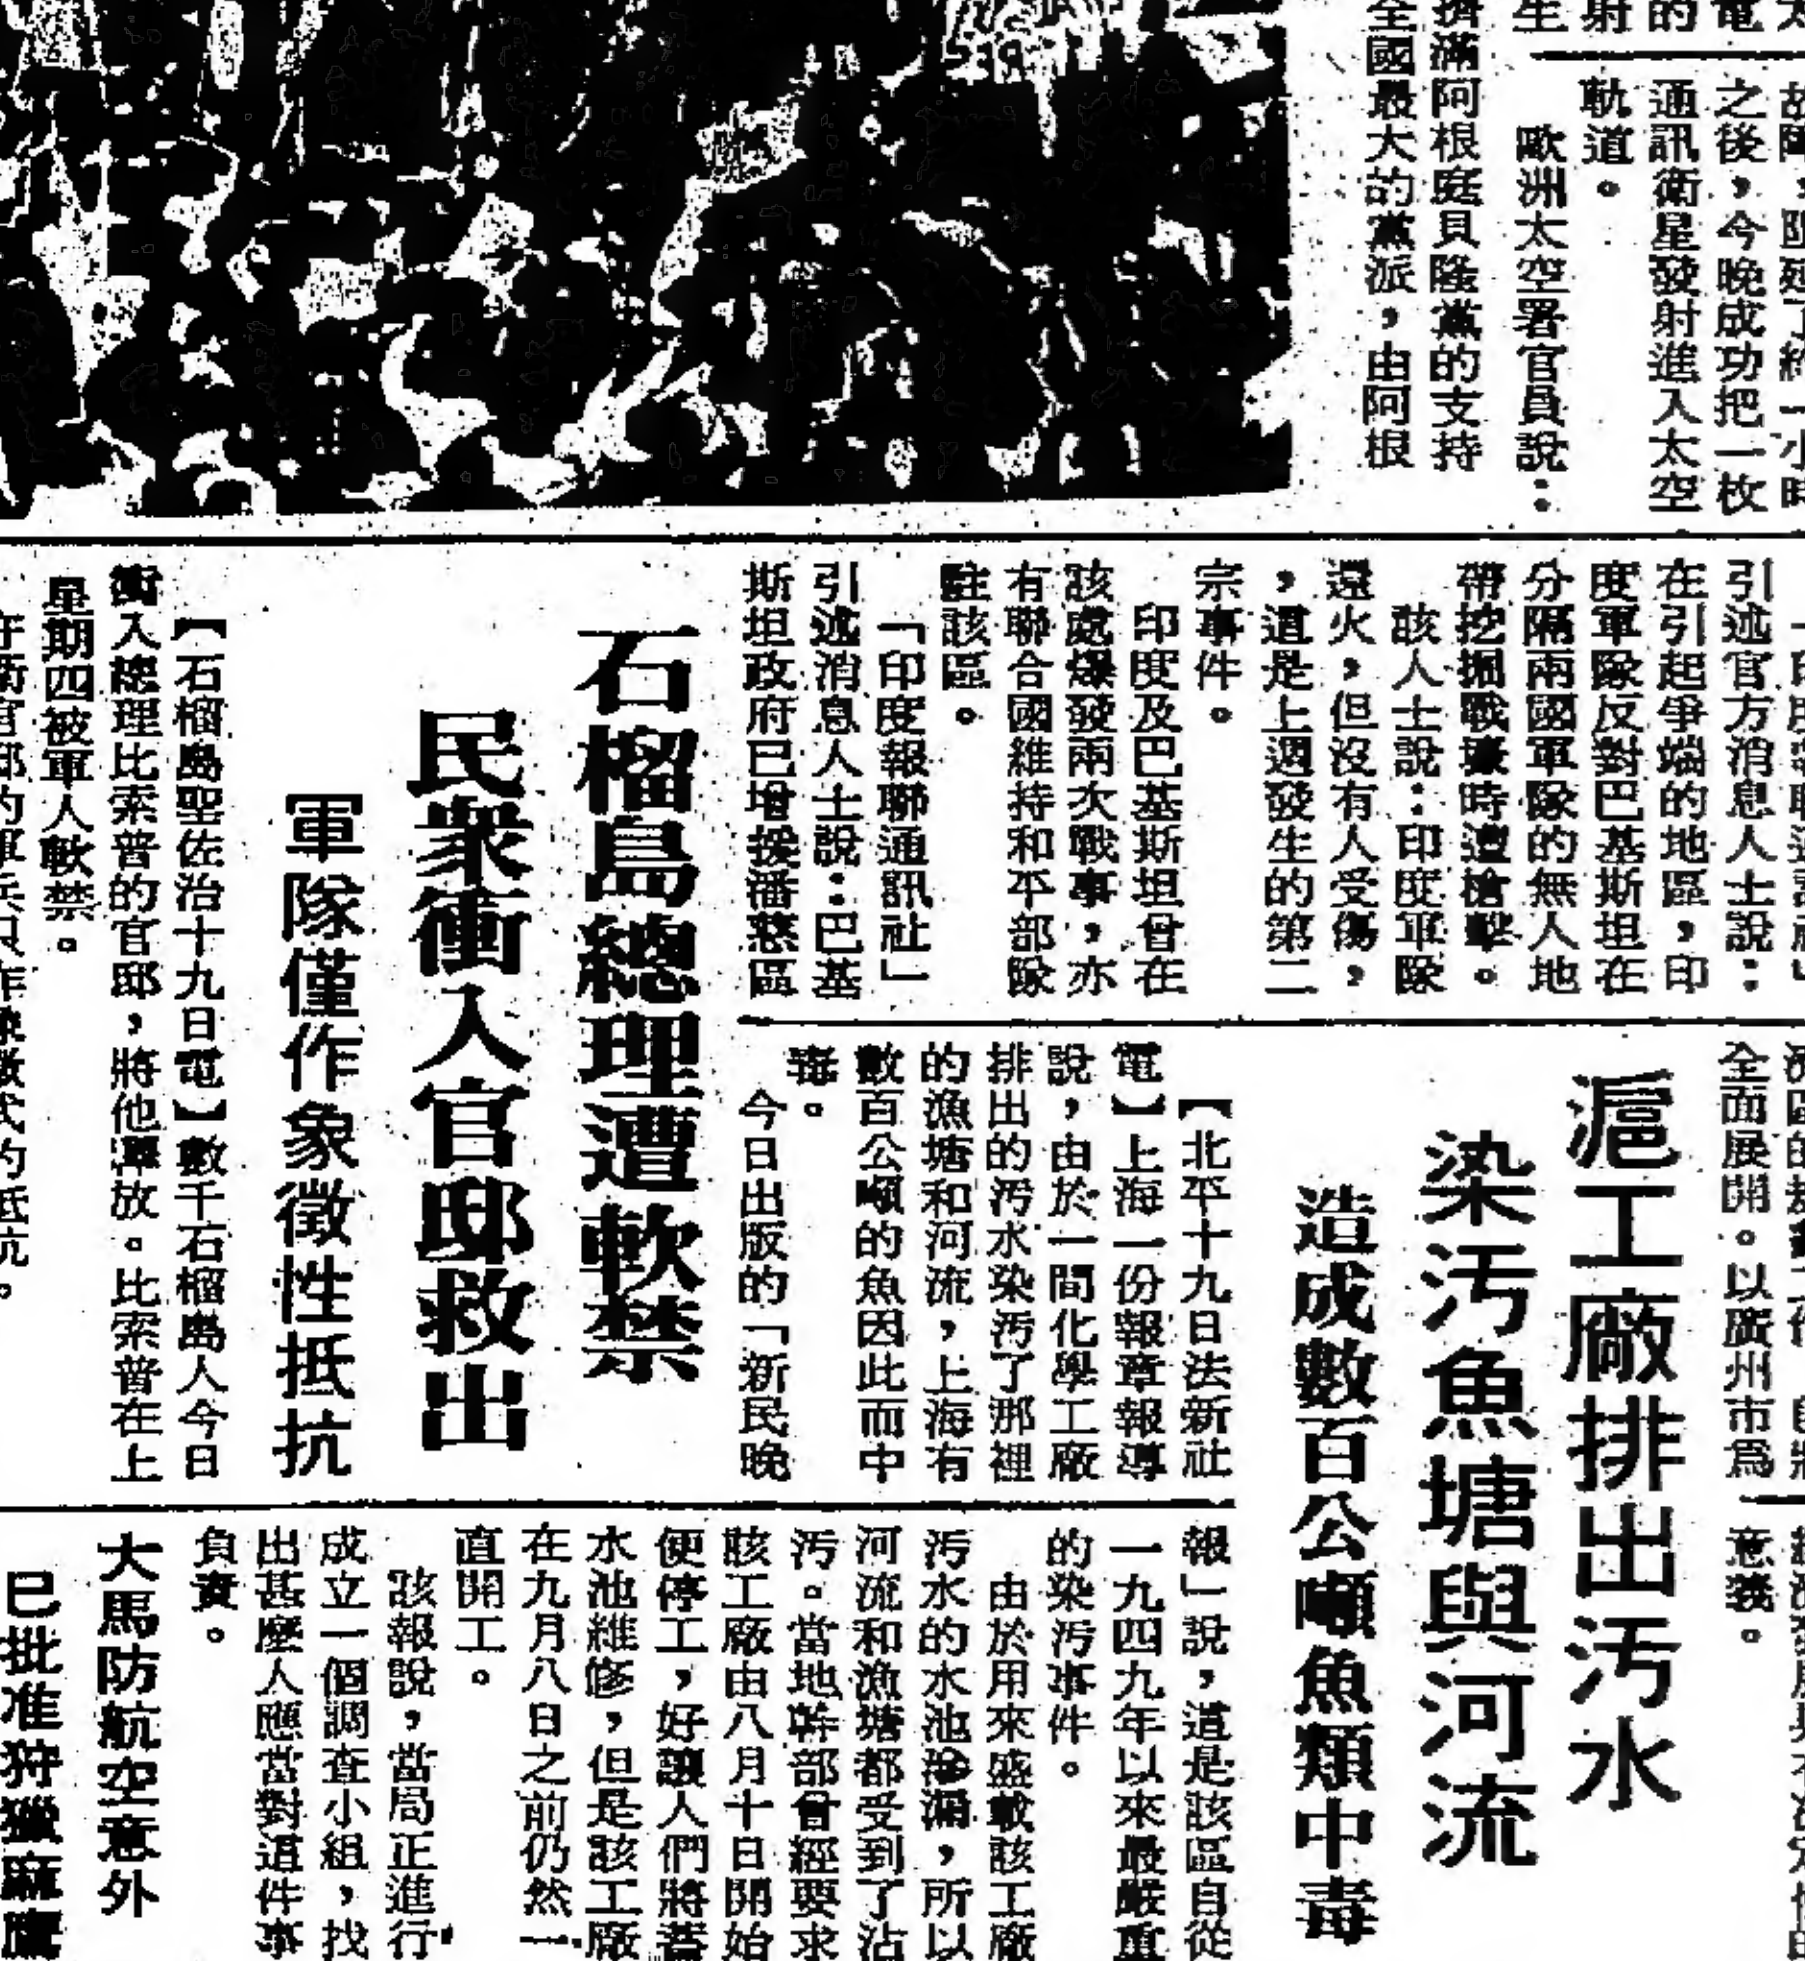 全國最大的黨派，由阿根
擠滿阿根庭貝隆黨的支持
之後，今晚成功把一枚
通訊衛星發射進入太空
軌道。
歐洲太空署官員說：
引述官方消息人士說：
在引起爭端的地區，印
度軍隊反對巴基斯坦在
分隔兩國軍隊的無人地
帶挖掘戰壕時遭槍擊。
該人士說：印度軍隊
還火，但沒有人受傷，
，這是上週發生的第二
宗事件。
印度及巴基斯坦曾在
該處爆發兩次戰事，亦
有聯合國維持和平部隊
駐該區。
「印度報聯通訊社」
引述消息人士說：巴基
斯坦政府已增援潘慈區
全面展開。以廣州市為
意義。
滬工廠排出污水
染污魚塘與河流
造成數百公噸魚類中毒
【北平十九日法新社
電】上海一份報章報導
說，由於一間化學工廠
排出的污水染污了那裡
的漁塘和河流，上海有
數百公噸的魚因此而中
毒。
今日出版的「新民晚
報」說，這是該區自從
一九四九年以來最嚴重
的染污事件。
由於用來盛載該工廠
污水的水池滲漏，所以
河流和漁塘都受到了沾
污。當地幹部曾經要求
該工廠由八月十日開始
便停工，好讓人們將蓄
水池維修，但是該工廠
在九月八日之前仍然一
直開工。
該報說，當局正進行
成立一個調查小組，找
出甚麼人應當對這件事
負責。
石榴島總理遭軟禁
民衆衝入官邸救出
軍隊僅作象徵性抵抗
【石榴島聖佐治十九日電】數千石榴島人今日
衝入總理比索普的官邸，將他釋放。比索普在上
星期四被軍人軟禁。
大馬防航空意外
已批准狩獵麻鷹